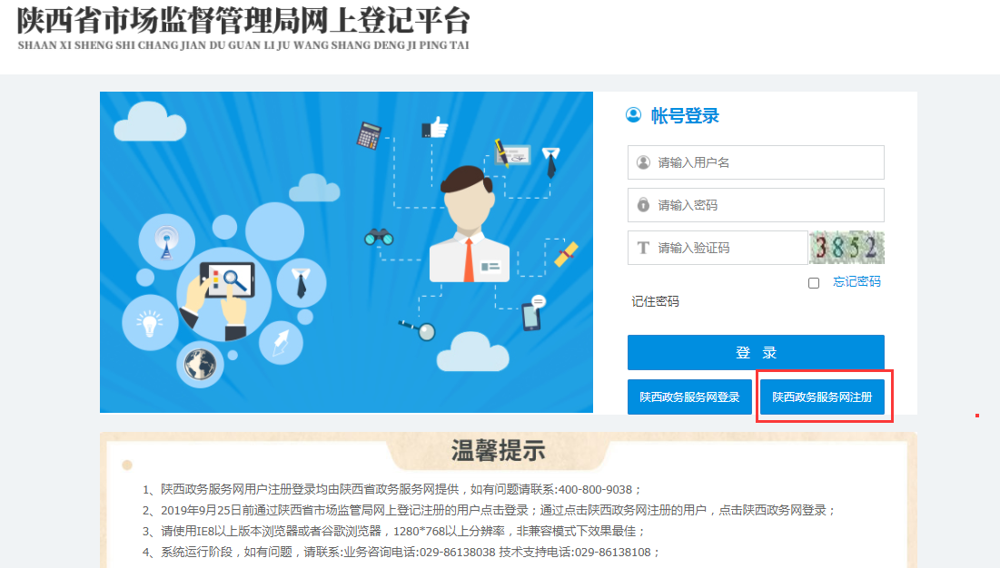 陕西省市场监督管理局网上登记平台
SHAAN XI SHENG SHI CHANG JIAN DU GUAN LI JU WANG SHANG DENG JI PING TAI
帐号登录
请输入用户名
请输入密码
T 请输入验证码 3852
忘记密码
记住密码
登 录
陕西政务服务网登录 陕西政务服务网注册
温馨提示
1、陕西政务服务网用户注册登录均由陕西省政务服务网提供，如有问题请联系:400-800-9038；
2、2019年9月25日前通过陕西省市场监管局网上登记注册的用户点击登录；通过点击陕西政务网注册的用户，点击陕西政务网登录；
3、请使用IE8以上版本浏览器或者谷歌浏览器，1280*768以上分辨率，非兼容模式下效果最佳；
4、系统运行阶段，如有问题，请联系:业务咨询电话:029-86138038 技术支持电话:029-86138108；